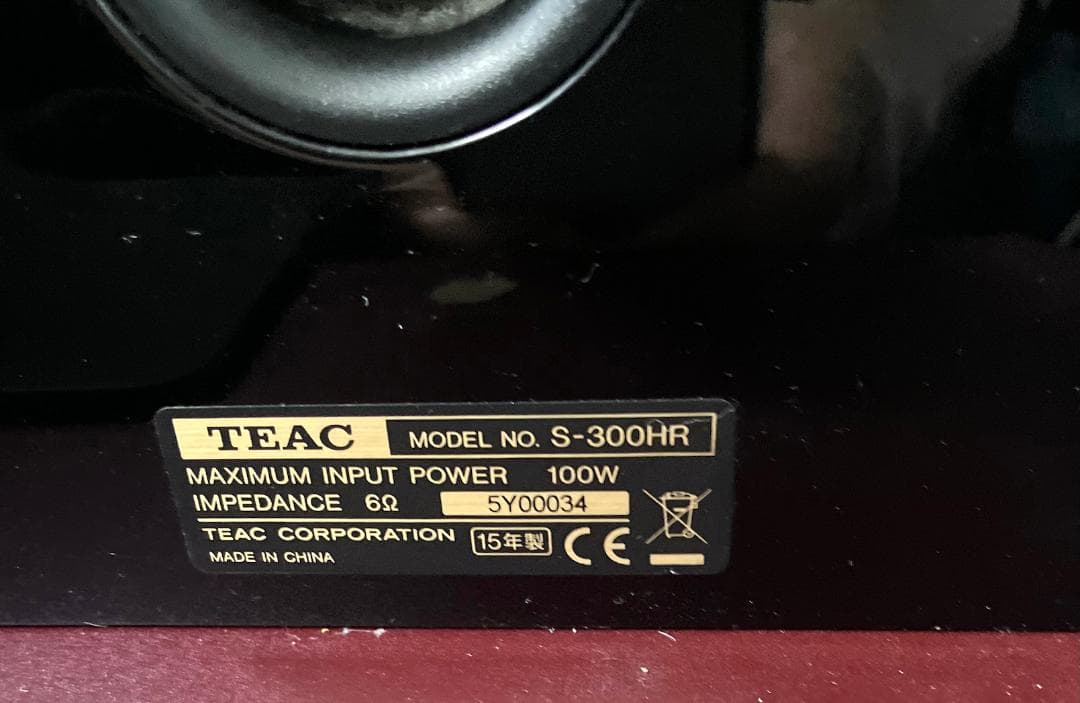 TEAC MODEL NO. S-300HR
MAXIMUM INPUT POWER 100W
IMPEDANCE 6Ω 5Y00034
TEAC CORPORATION 15年製 CE
MADE IN CHINA